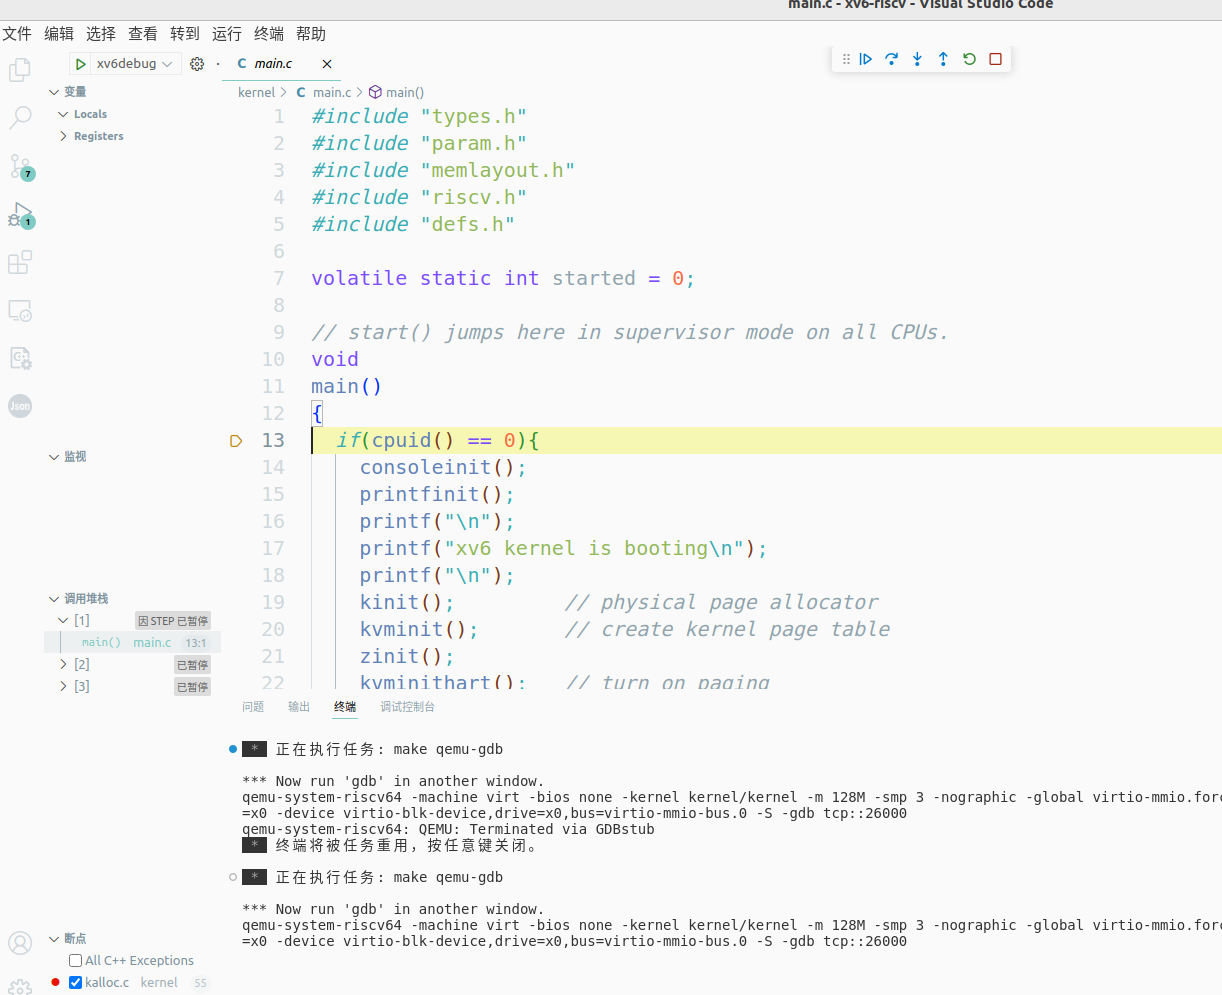 main.c - xv6-riscv - Visual Studio Code
文件 编辑 选择 查看 转到 运行 终端 帮助
xv6debug
C main.c
变量
Locals
Registers
7
1
Json
监视
调用堆栈
[1] 因 STEP 已暂停
main() main.c 13:1
[2] 已暂停
[3] 已暂停
断点
All C++ Exceptions
kalloc.c kernel 55
kernel > C main.c > main()
1 #include "types.h"
2 #include "param.h"
3 #include "memlayout.h"
4 #include "riscv.h"
5 #include "defs.h"
6
7 volatile static int started = 0;
8
9 // start() jumps here in supervisor mode on all CPUs.
10 void
11 main()
12 {
13 if(cpuid() == 0){
14 consoleinit();
15 printfinit();
16 printf("\n");
17 printf("xv6 kernel is booting\n");
18 printf("\n");
19 kinit(); // physical page allocator
20 kvminit(); // create kernel page table
21 zinit();
22 kvminithart(); // turn on paging
问题 输出 终端 调试控制台
* 正在执行任务: make qemu-gdb
*** Now run 'gdb' in another window.
qemu-system-riscv64 -machine virt -bios none -kernel kernel/kernel -m 128M -smp 3 -nographic -global virtio-mmio.forc
=x0 -device virtio-blk-device,drive=x0,bus=virtio-mmio-bus.0 -S -gdb tcp::26000
qemu-system-riscv64: QEMU: Terminated via GDBstub
* 终端将被任务重用，按任意键关闭。
* 正在执行任务: make qemu-gdb
*** Now run 'gdb' in another window.
qemu-system-riscv64 -machine virt -bios none -kernel kernel/kernel -m 128M -smp 3 -nographic -global virtio-mmio.forc
=x0 -device virtio-blk-device,drive=x0,bus=virtio-mmio-bus.0 -S -gdb tcp::26000